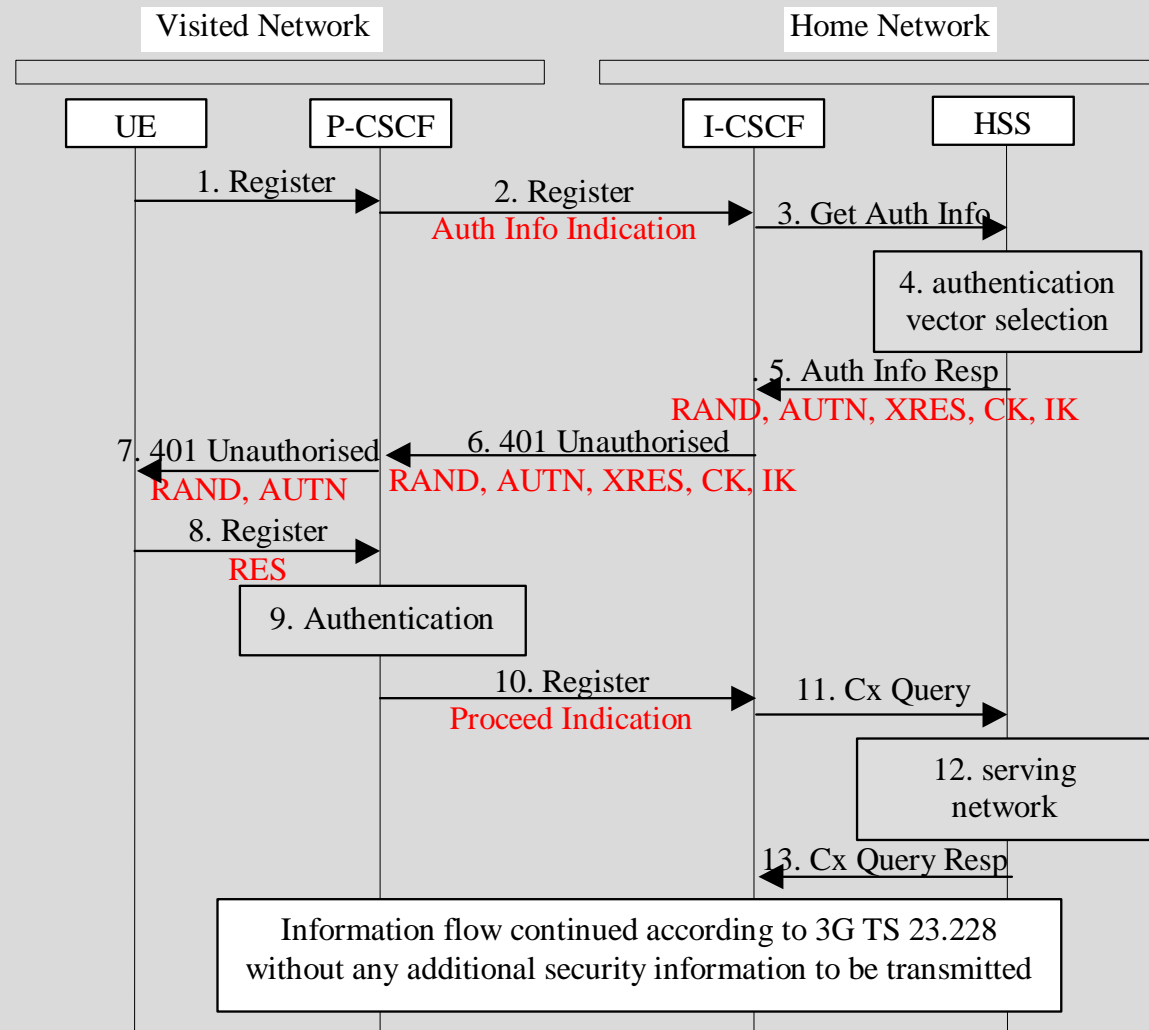 Visited Network
Home Network
UE
P-CSCF
I-CSCF
HSS
1. Register
2. Register
Auth Info Indication
3. Get Auth Info
4. authentication
vector selection
. 5. Auth Info Resp
RAND, AUTN, XRES, CK, IK
6. 401 Unauthorised
RAND, AUTN, XRES, CK, IK
7. 401 Unauthorised
RAND, AUTN
8. Register
RES
9. Authentication
10. Register
Proceed Indication
11. Cx Query
12. serving
network
13. Cx Query Resp
Information flow continued according to 3G TS 23.228
without any additional security information to be transmitted